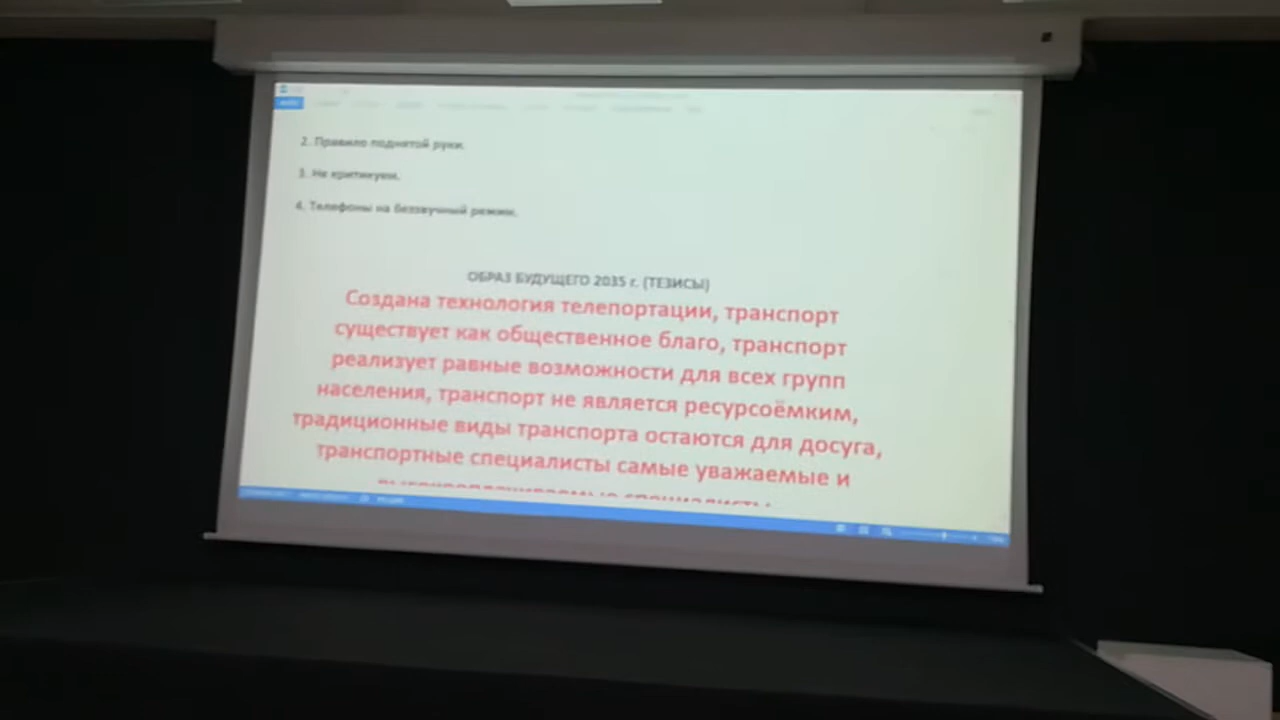 2. Правило поднятой руки.
3. Не критикуем.
4. Телефоны на беззвучный режим.
ОБРАЗ БУДУЩЕГО 2035 г. (ТЕЗИСЫ)
Создана технология телепортации, транспорт
существует как общественное благо, транспорт
реализует равные возможности для всех групп
населения, транспорт не является ресурсоёмким,
традиционные виды транспорта остаются для досуга,
транспортные специалисты самые уважаемые и
высокооплачиваемые специалисты